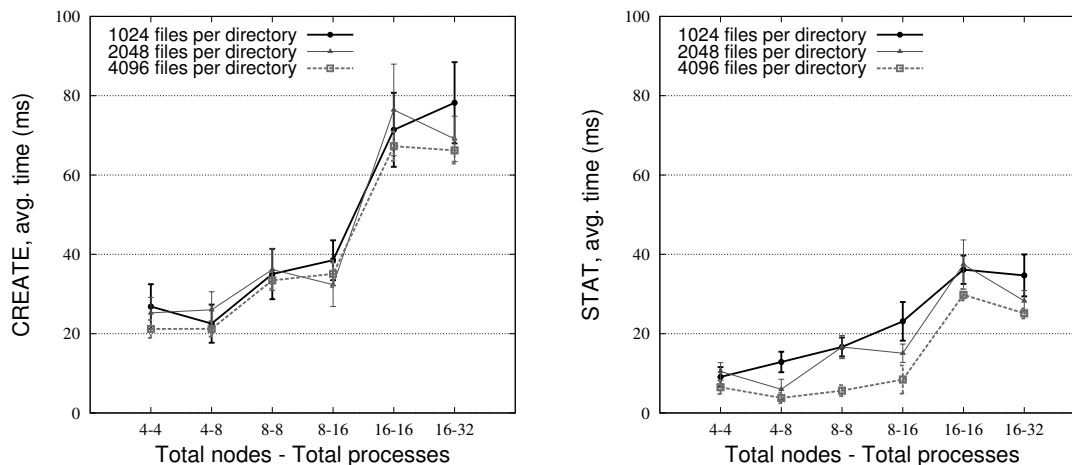 100
80
60
40
20
0
CREATE, avg. time (ms)
1024 files per directory
2048 files per directory
4096 files per directory
4-4 4-8 8-8 8-16 16-16 16-32
Total nodes - Total processes
100
80
60
40
20
0
STAT, avg. time (ms)
1024 files per directory
2048 files per directory
4096 files per directory
4-4 4-8 8-8 8-16 16-16 16-32
Total nodes - Total processes